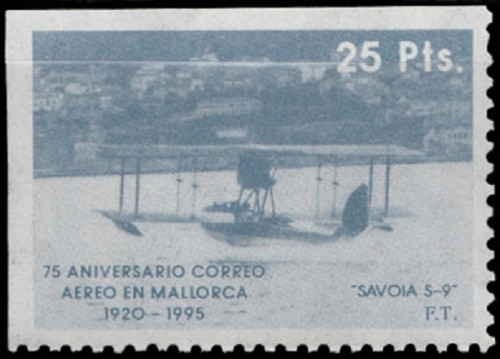 25 Pts.
75 ANIVERSARIO CORREO
AEREO EN MALLORCA
1920 - 1995
"SAVOIA S-9"
F.T.